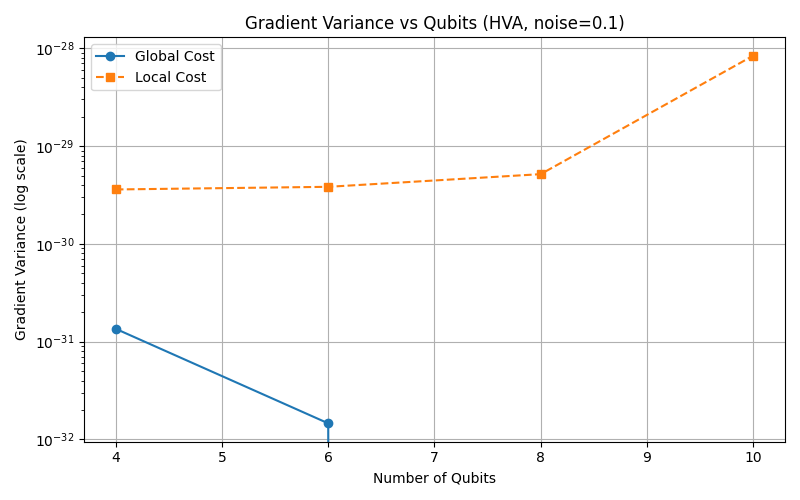 Gradient Variance vs Qubits (HVA, noise=0.1)
Global Cost
Local Cost
Gradient Variance (log scale)
10⁻²⁸
10⁻²⁹
10⁻³⁰
10⁻³¹
10⁻³²
4 5 6 7 8 9 10
Number of Qubits